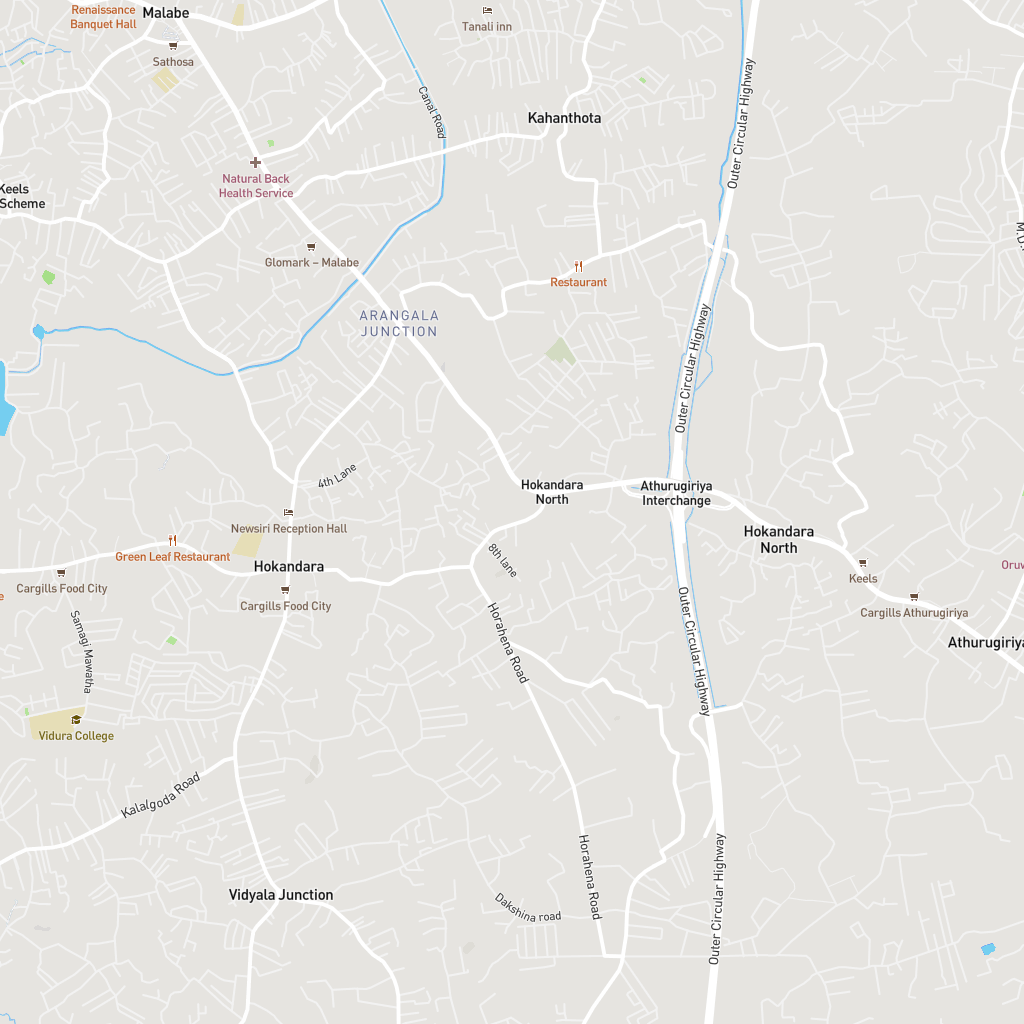 Renaissance
Banquet Hall
Malabe
Tanali inn
Sathosa
Canal Road
Kahanthota
Outer Circular Highway
Natural Back
Health Service
Keels
Scheme
Glomark – Malabe
Restaurant
M.D.
ARANGALA
JUNCTION
Outer Circular Highway
4th Lane
Hokandara
North
Athurugiriya
Interchange
Newsiri Reception Hall
Hokandara
North
Green Leaf Restaurant
8th lane
Hokandara
Keels
Oruw
Cargills Food City
Cargills Food City
Cargills Athurugiriya
Samagi Mawatha
Horahena Road
Outer Circular Highway
Athurugiriya
Vidura College
Kalalgoda Road
Horahena Road
Outer Circular Highway
Vidyala Junction
Dakshina road